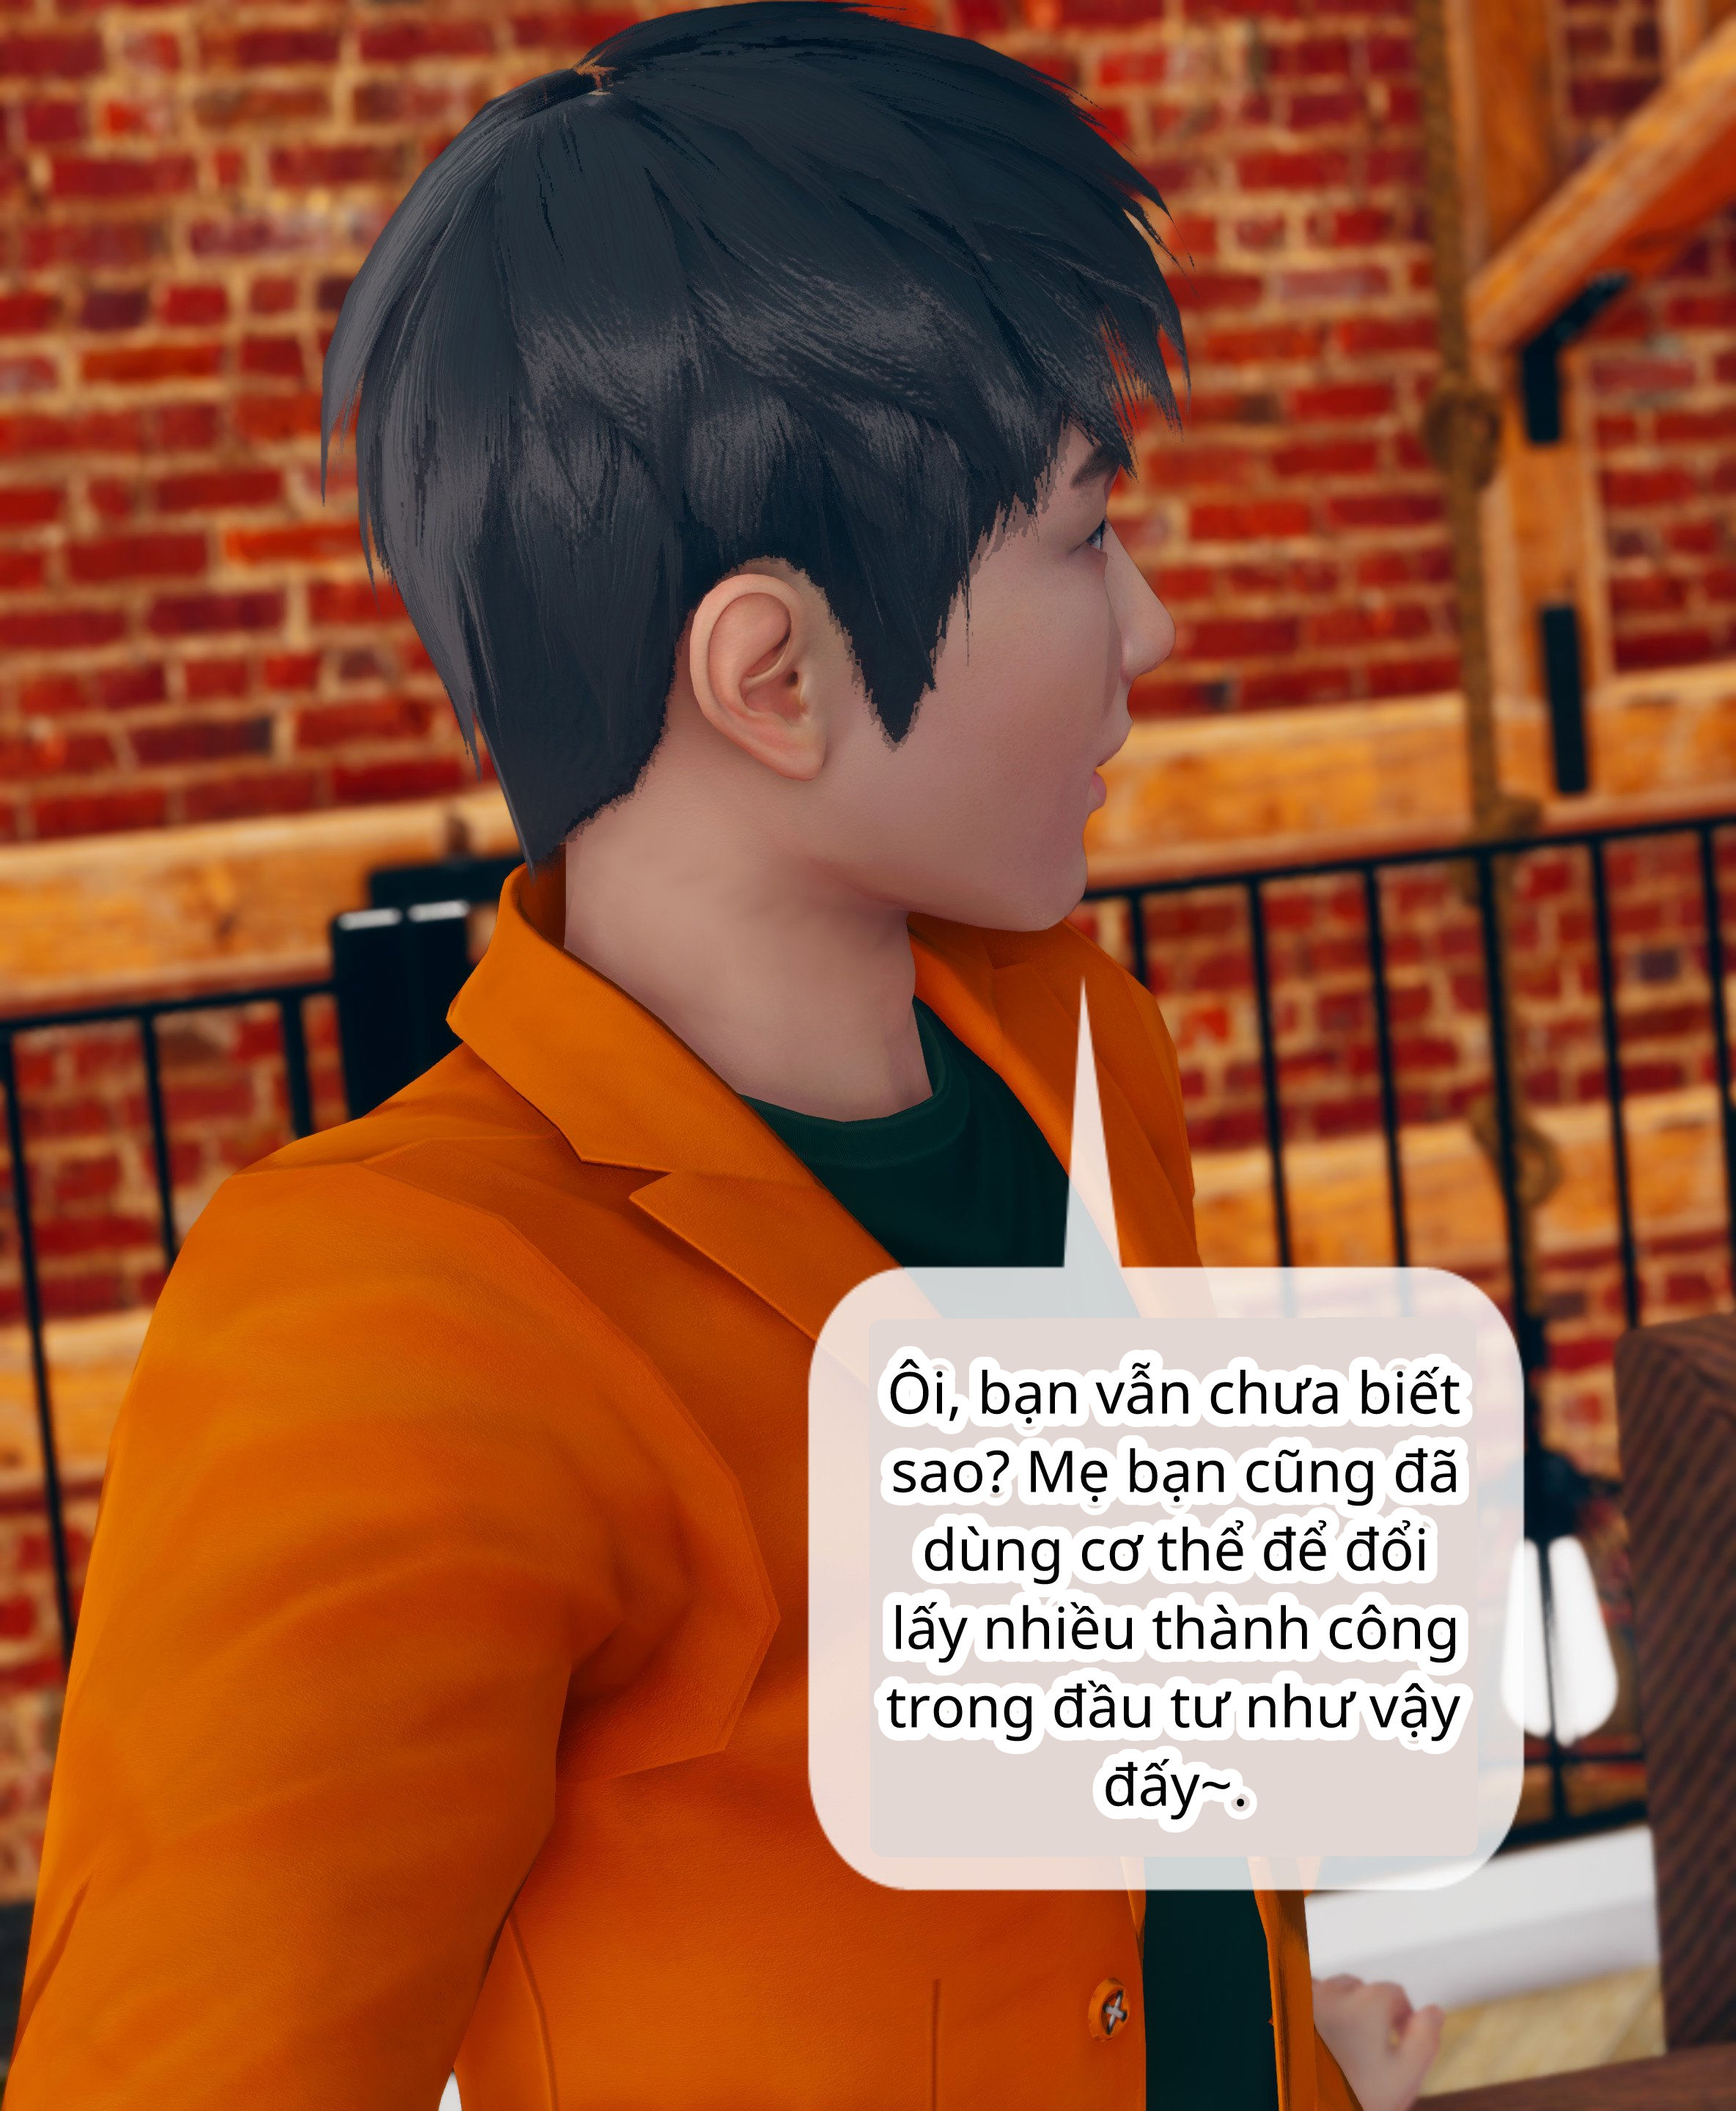 Ôi, bạn vẫn chưa biết
sao? Mẹ bạn cũng đã
dùng cơ thể để đổi
lấy nhiều thành công
trong đầu tư như vậy
đấy~.